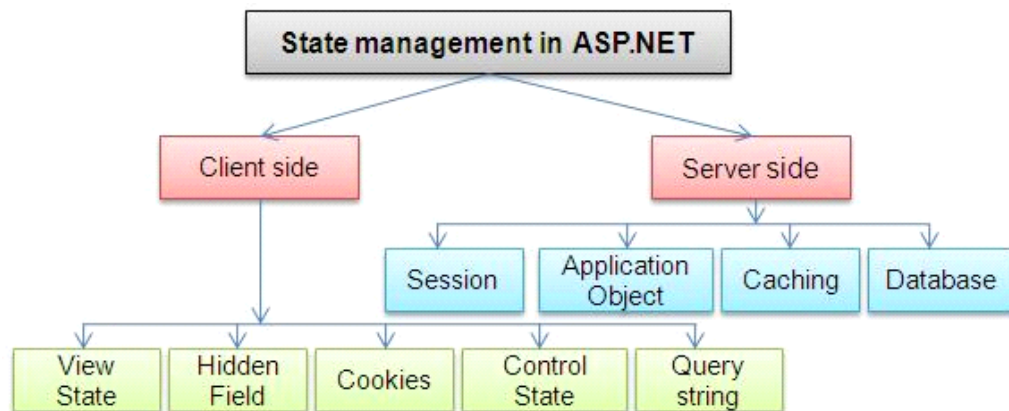 State management in ASP.NET
Client side
Server side
Session
Application
Object
Caching
Database
View
State
Hidden
Field
Cookies
Control
State
Query
string